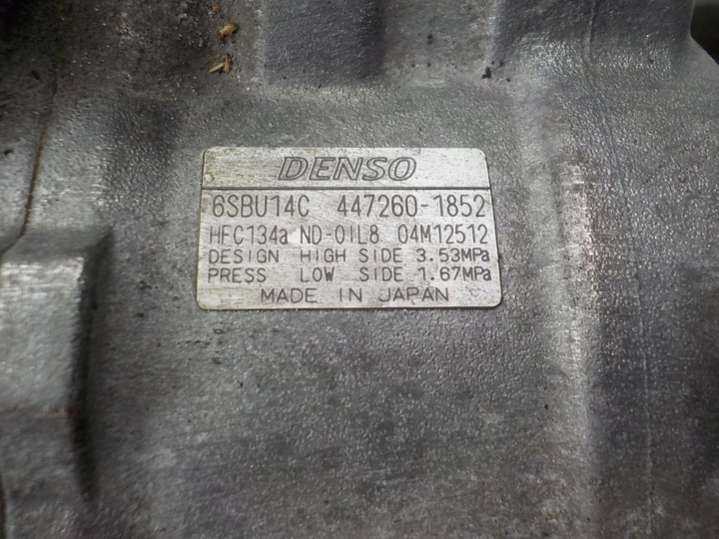 DENSO
6SBU14C 447260-1852
HFC134a ND-OIL8 04M12512
DESIGN HIGH SIDE 3.53MPa
PRESS LOW SIDE 1.67MPa
MADE IN JAPAN